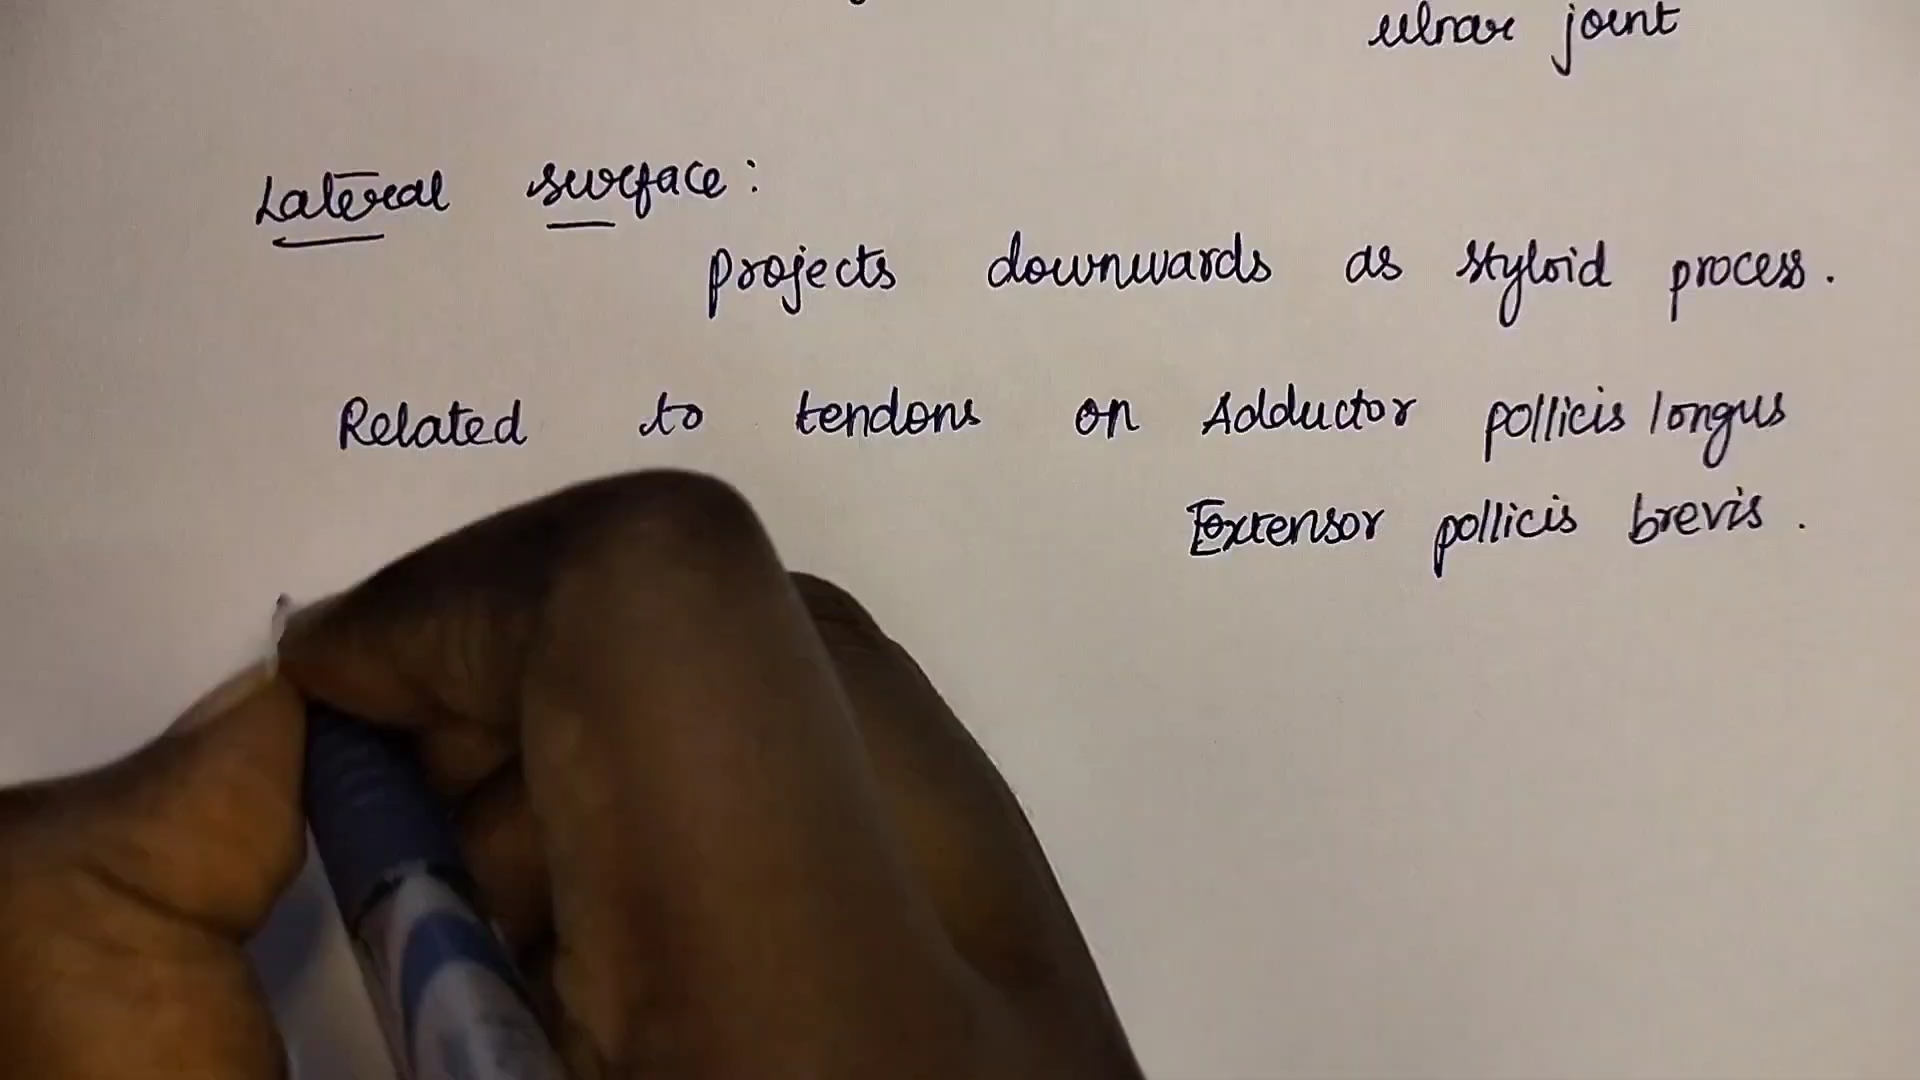 ulnar joint
Lateral surface:
projects downwards as styloid process.
Related to tendons on Adductor pollicis longus
Extensor pollicis brevis.